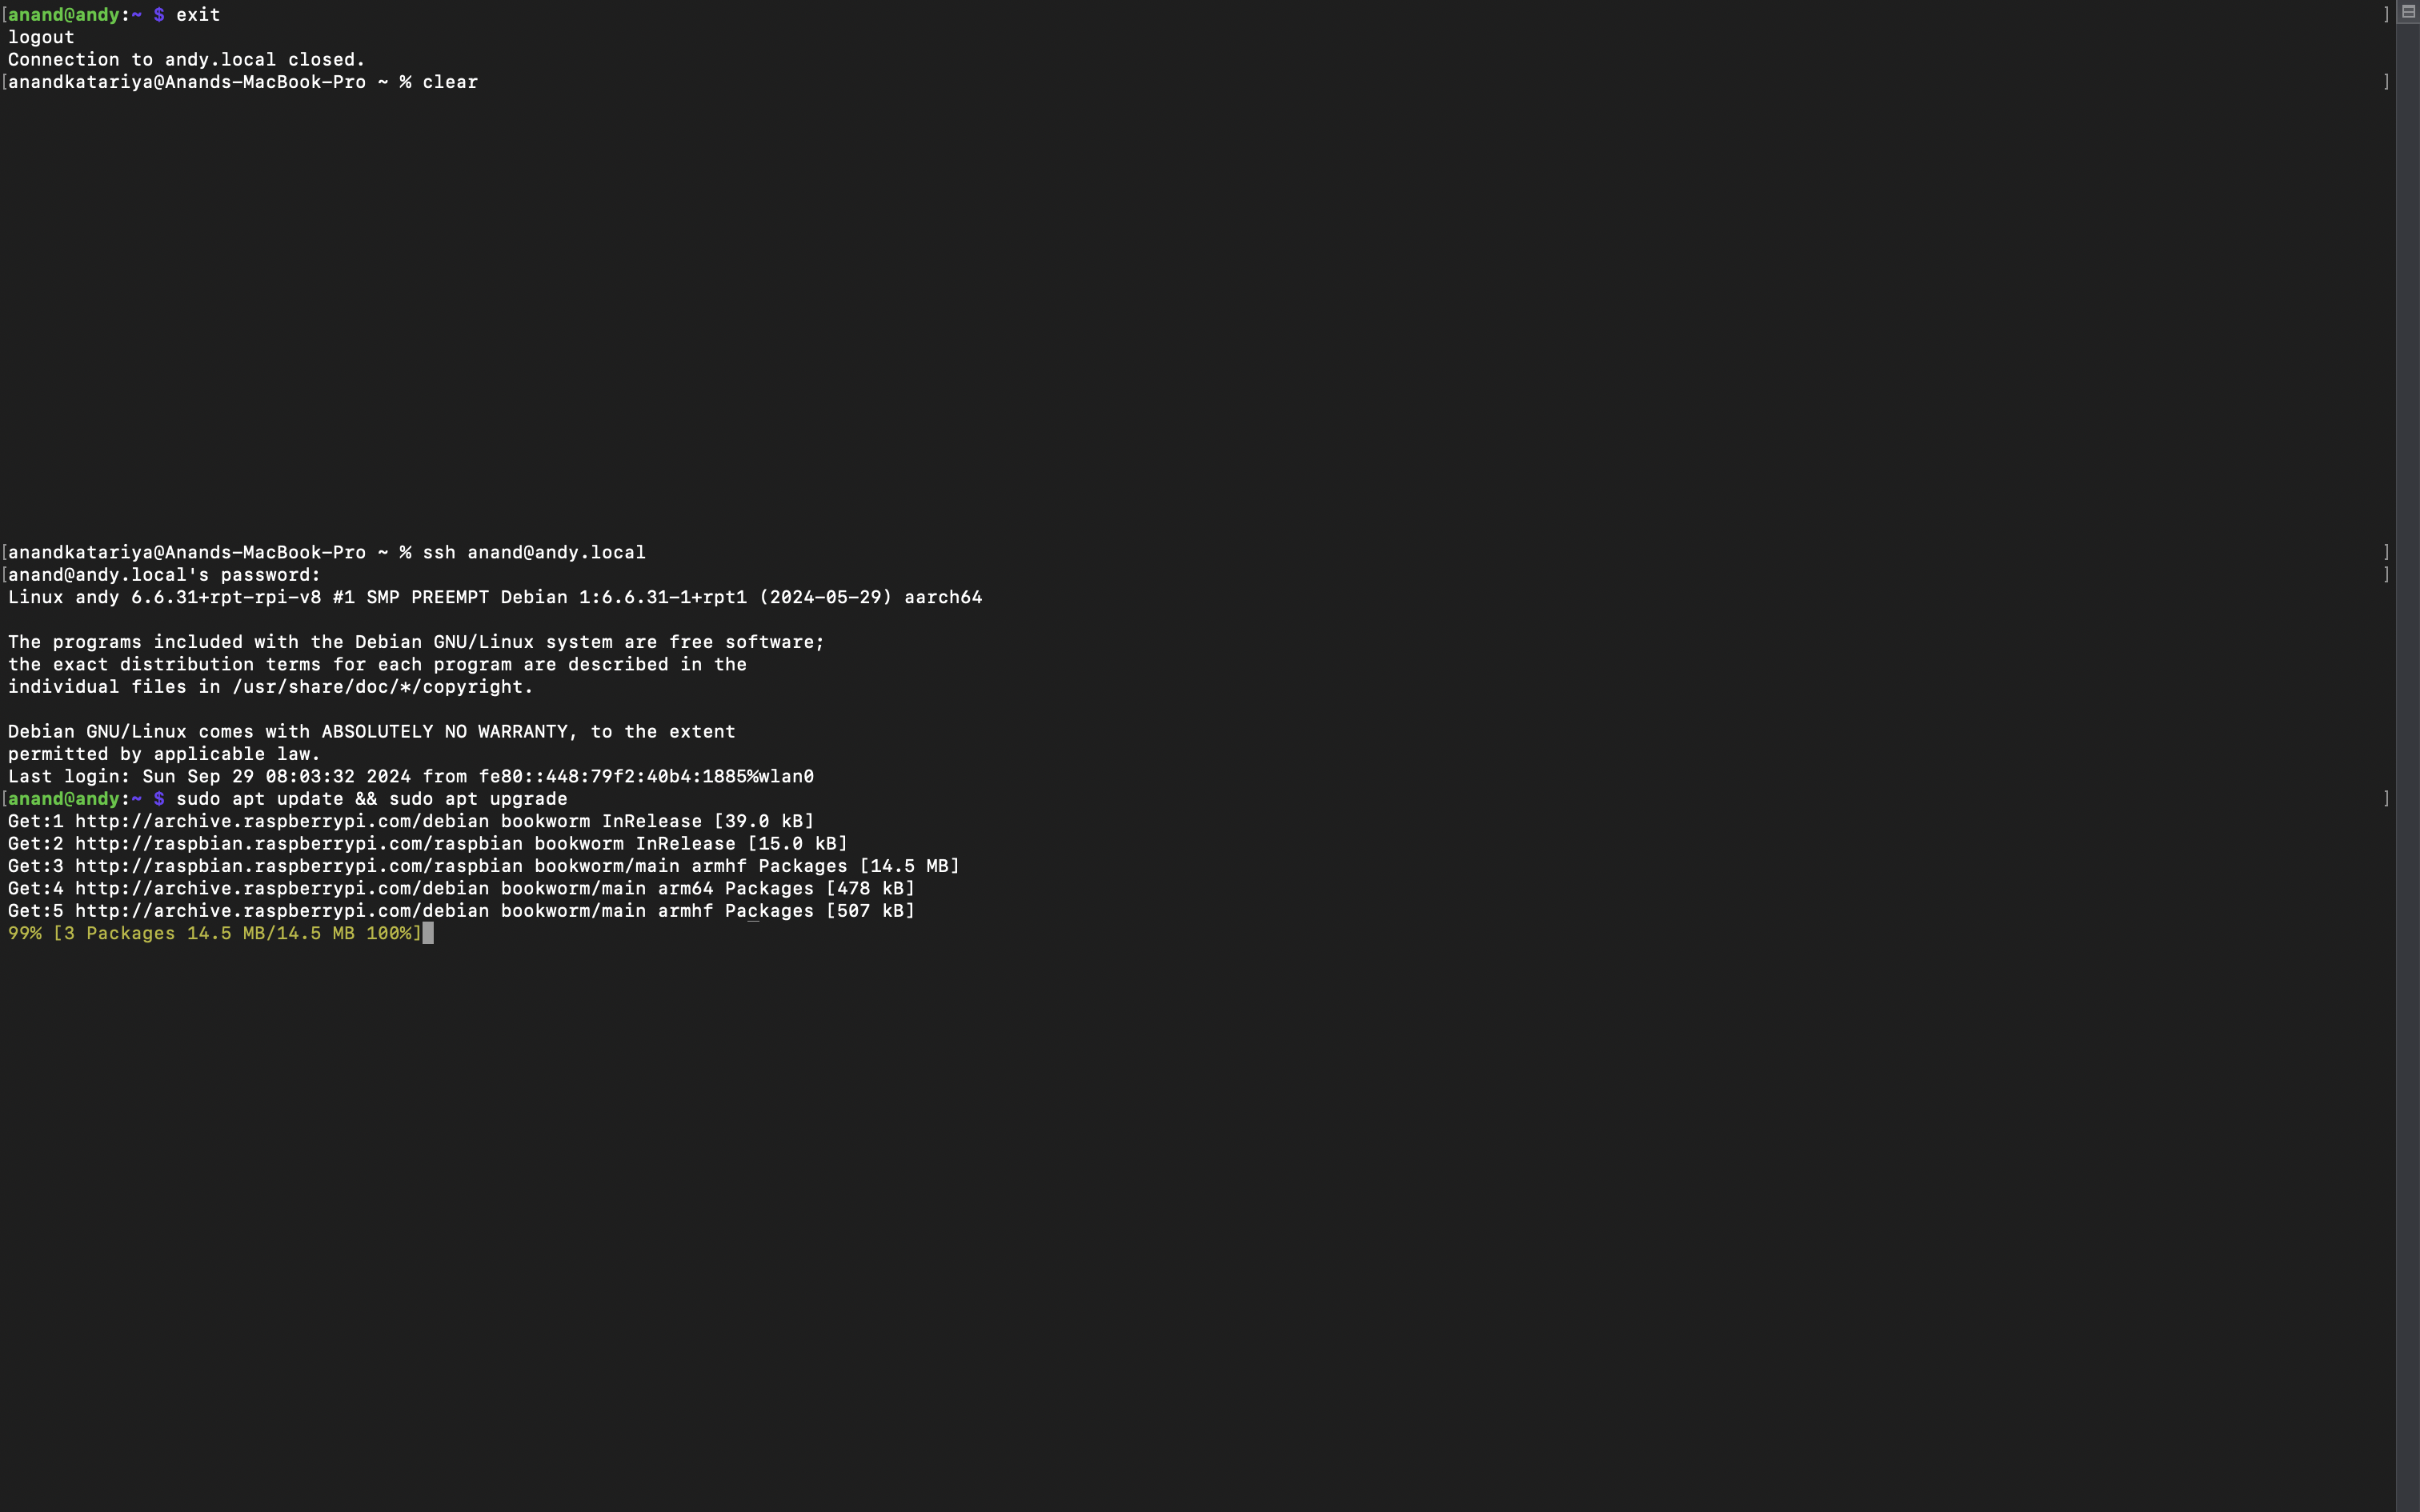 [anand@andy:~ $ exit ]
logout
Connection to andy.local closed.
[anandkatariya@Anands-MacBook-Pro ~ % clear ]
[anandkatariya@Anands-MacBook-Pro ~ % ssh anand@andy.local ]
[anand@andy.local's password: ]
Linux andy 6.6.31+rpt-rpi-v8 #1 SMP PREEMPT Debian 1:6.6.31-1+rpt1 (2024-05-29) aarch64
The programs included with the Debian GNU/Linux system are free software;
the exact distribution terms for each program are described in the
individual files in /usr/share/doc/*/copyright.
Debian GNU/Linux comes with ABSOLUTELY NO WARRANTY, to the extent
permitted by applicable law.
Last login: Sun Sep 29 08:03:32 2024 from fe80::448:79f2:40b4:1885%wlan0
[anand@andy:~ $ sudo apt update && sudo apt upgrade ]
Get:1 http://archive.raspberrypi.com/debian bookworm InRelease [39.0 kB]
Get:2 http://raspbian.raspberrypi.com/raspbian bookworm InRelease [15.0 kB]
Get:3 http://raspbian.raspberrypi.com/raspbian bookworm/main armhf Packages [14.5 MB]
Get:4 http://archive.raspberrypi.com/debian bookworm/main arm64 Packages [478 kB]
Get:5 http://archive.raspberrypi.com/debian bookworm/main armhf Packages [507 kB]
99% [3 Packages 14.5 MB/14.5 MB 100%]